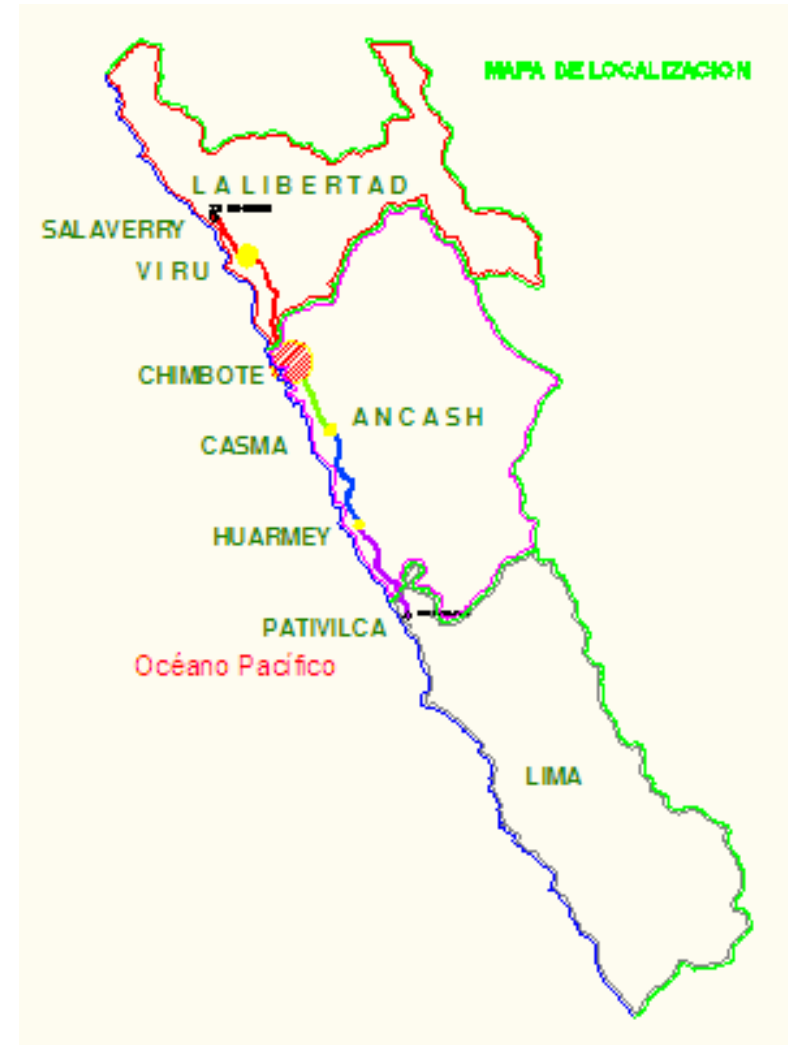 MAPA DE LOCALIZACION
LA LIBERTAD
SALAVERRY
VIRU
CHIMBOTE
ANCASH
CASMA
HUARMEY
PATIVILCA
Océano Pacífico
LIMA